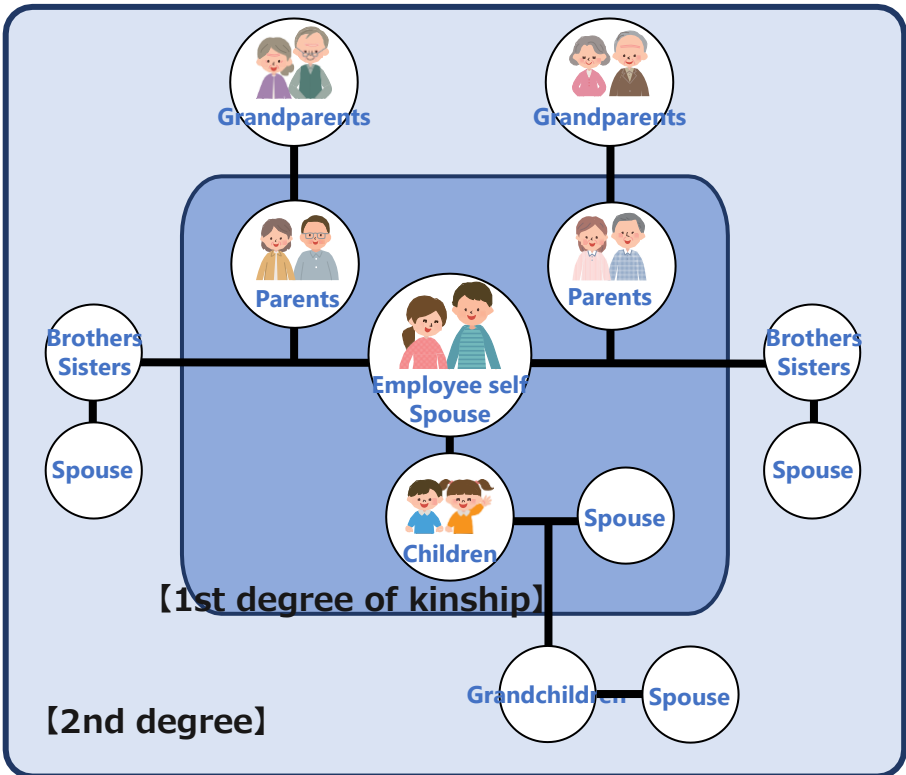 Grandparents
Grandparents
Parents
Parents
Brothers
Sisters
Employee self
Spouse
Brothers
Sisters
Spouse
Spouse
Children
Spouse
【1st degree of kinship】
Grandchildren
Spouse
【2nd degree】